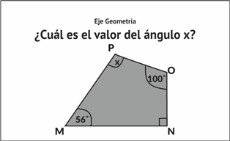 Eje Geometría
¿Cuál es el valor del ángulo x?
P
x
O
100°
56°
M
N